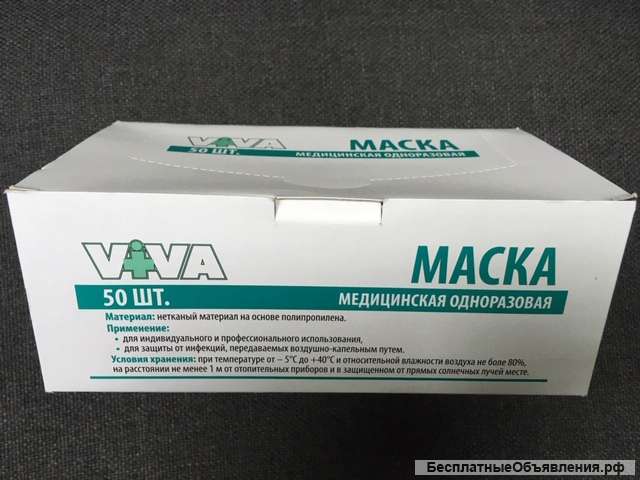 VIVA
50 ШТ.
МАСКА
МЕДИЦИНСКАЯ ОДНОРАЗОВАЯ
VIVA
50 ШТ.
МАСКА
МЕДИЦИНСКАЯ ОДНОРАЗОВАЯ
Материал: нетканый материал на основе полипропилена.
Применение:
• для индивидуального и профессионального использования,
• для защиты от инфекций, передаваемых воздушно-капельным путем.
Условия хранения: при температуре от – 5°С до +40°С и относительной влажности воздуха не боле 80%,
на расстоянии не менее 1 м от отопительных приборов и в защищенном от прямых солнечных лучей месте.
БесплатныеОбъявления.рф